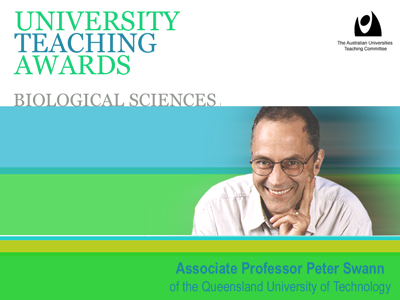 UNIVERSITY
TEACHING
AWARDS
The Australian Universities
Teaching Committee
BIOLOGICAL SCIENCES
Associate Professor Peter Swann
of the Queensland University of Technology